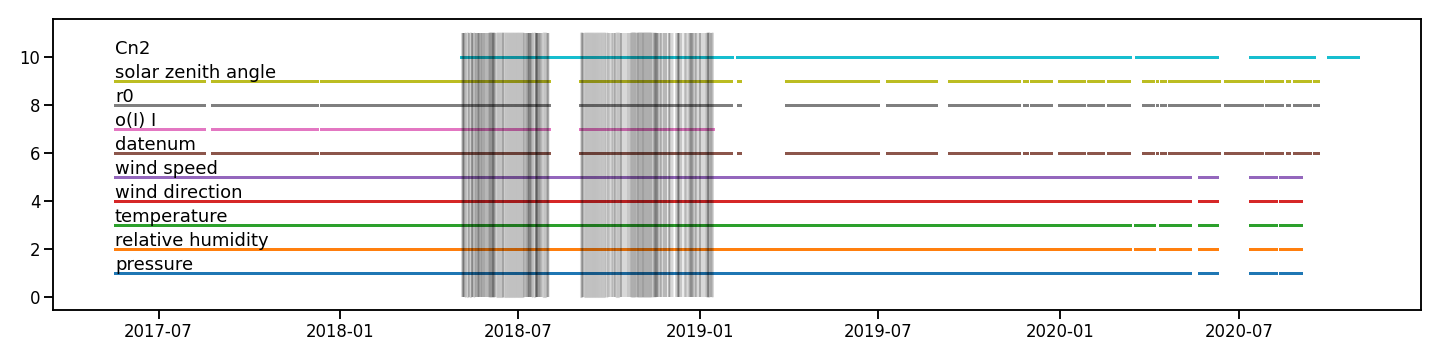 10
8
6
4
2
0
Cn2
solar zenith angle
r0
o(I) I
datenum
wind speed
wind direction
temperature
relative humidity
pressure
2017-07 2018-01 2018-07 2019-01 2019-07 2020-01 2020-07